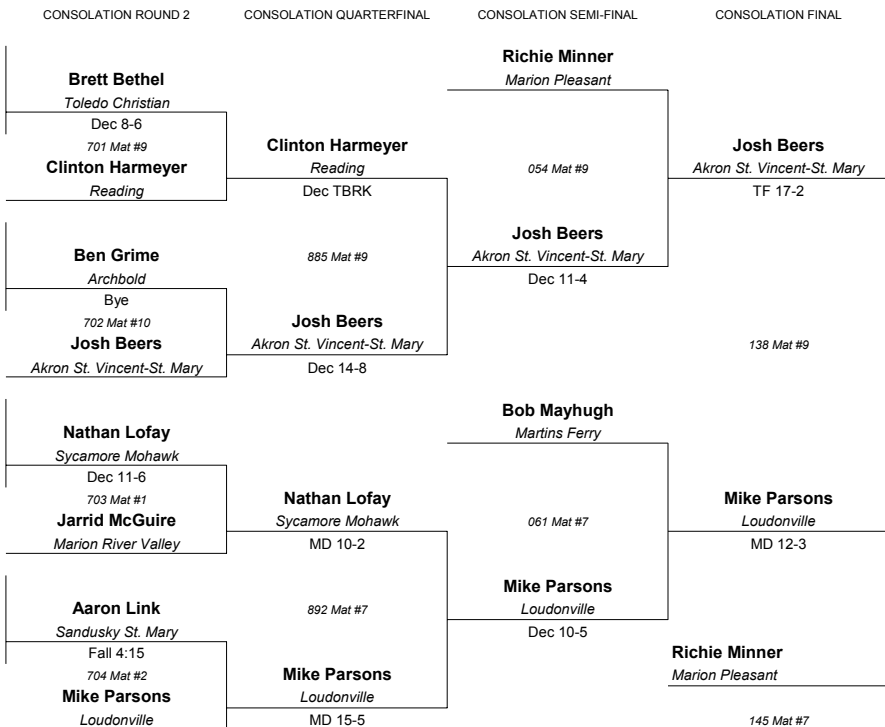 CONSOLATION ROUND 2
CONSOLATION QUARTERFINAL
CONSOLATION SEMI-FINAL
CONSOLATION FINAL
Brett Bethel
Toledo Christian
Dec 8-6
701 Mat #9
Clinton Harmeyer
Reading
Ben Grime
Archbold
Bye
702 Mat #10
Josh Beers
Akron St. Vincent-St. Mary
Nathan Lofay
Sycamore Mohawk
Dec 11-6
703 Mat #1
Jarrid McGuire
Marion River Valley
Aaron Link
Sandusky St. Mary
Fall 4:15
704 Mat #2
Mike Parsons
Loudonville
Clinton Harmeyer
Reading
Dec TBRK
885 Mat #9
Josh Beers
Akron St. Vincent-St. Mary
Dec 14-8
Nathan Lofay
Sycamore Mohawk
MD 10-2
892 Mat #7
Mike Parsons
Loudonville
MD 15-5
Richie Minner
Marion Pleasant
054 Mat #9
Josh Beers
Akron St. Vincent-St. Mary
Dec 11-4
Bob Mayhugh
Martins Ferry
061 Mat #7
Mike Parsons
Loudonville
Dec 10-5
Josh Beers
Akron St. Vincent-St. Mary
TF 17-2
138 Mat #9
Mike Parsons
Loudonville
MD 12-3
Richie Minner
Marion Pleasant
145 Mat #7